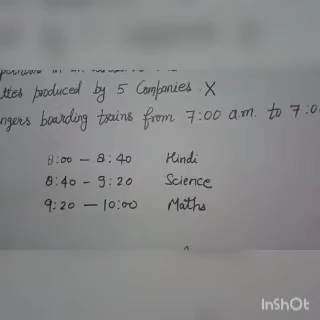 ttes produced by 5 Companies. X
ngers boarding trains from 7:00 a.m. to 7:0
8:00 – 8:40 Hindi
8:40 – 9:20 Science
9:20 – 10:00 Maths
InShOt